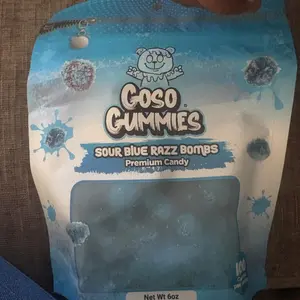 GOSO
GUMMIES
SOUR BLUE RAZZ BOMBS
Premium Candy
Net Wt 6oz